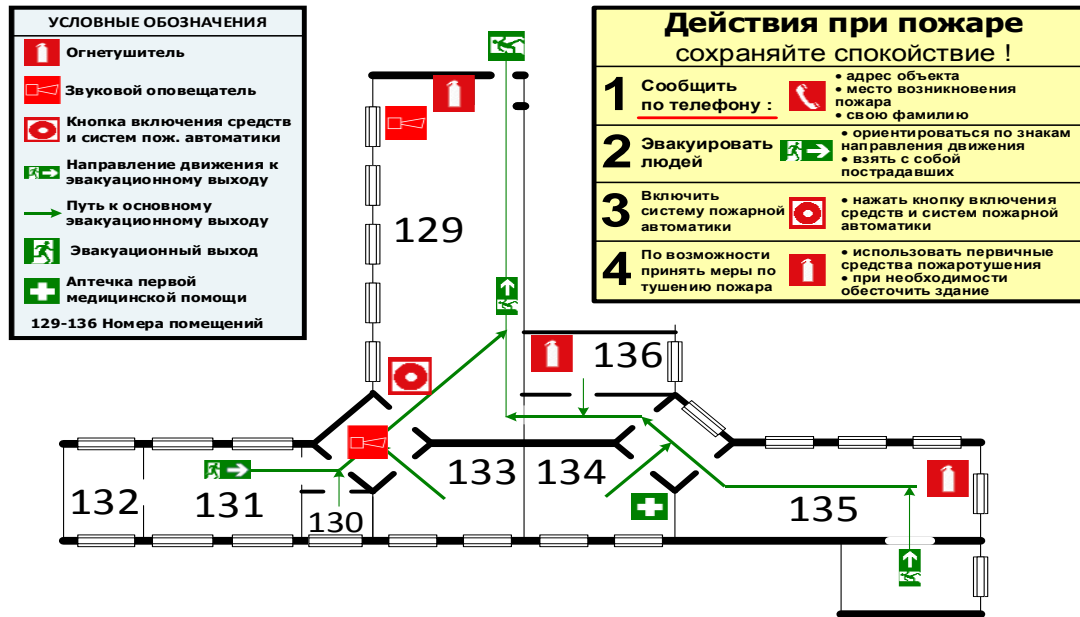 УСЛОВНЫЕ ОБОЗНАЧЕНИЯ
Огнетушитель
Звуковой оповещатель
Кнопка включения средств
и систем пож. автоматики
Направление движения к
эвакуационному выходу
Путь к основному
эвакуационному выходу
Эвакуационный выход
Аптечка первой
медицинской помощи
129-136 Номера помещений
Действия при пожаре
сохраняйте спокойствие !
1 Сообщить
по телефону :
• адрес объекта
• место возникновения
пожара
• свою фамилию
2 Эвакуировать
людей
• ориентироваться по знакам
направления движения
• взять с собой
пострадавших
3 Включить
систему пожарной
автоматики
• нажать кнопку включения
средств и систем пожарной
автоматики
4 По возможности
принять меры по
тушению пожара
• использовать первичные
средства пожаротушения
• при необходимости
обесточить здание
129
136
132
131
130
133
134
135